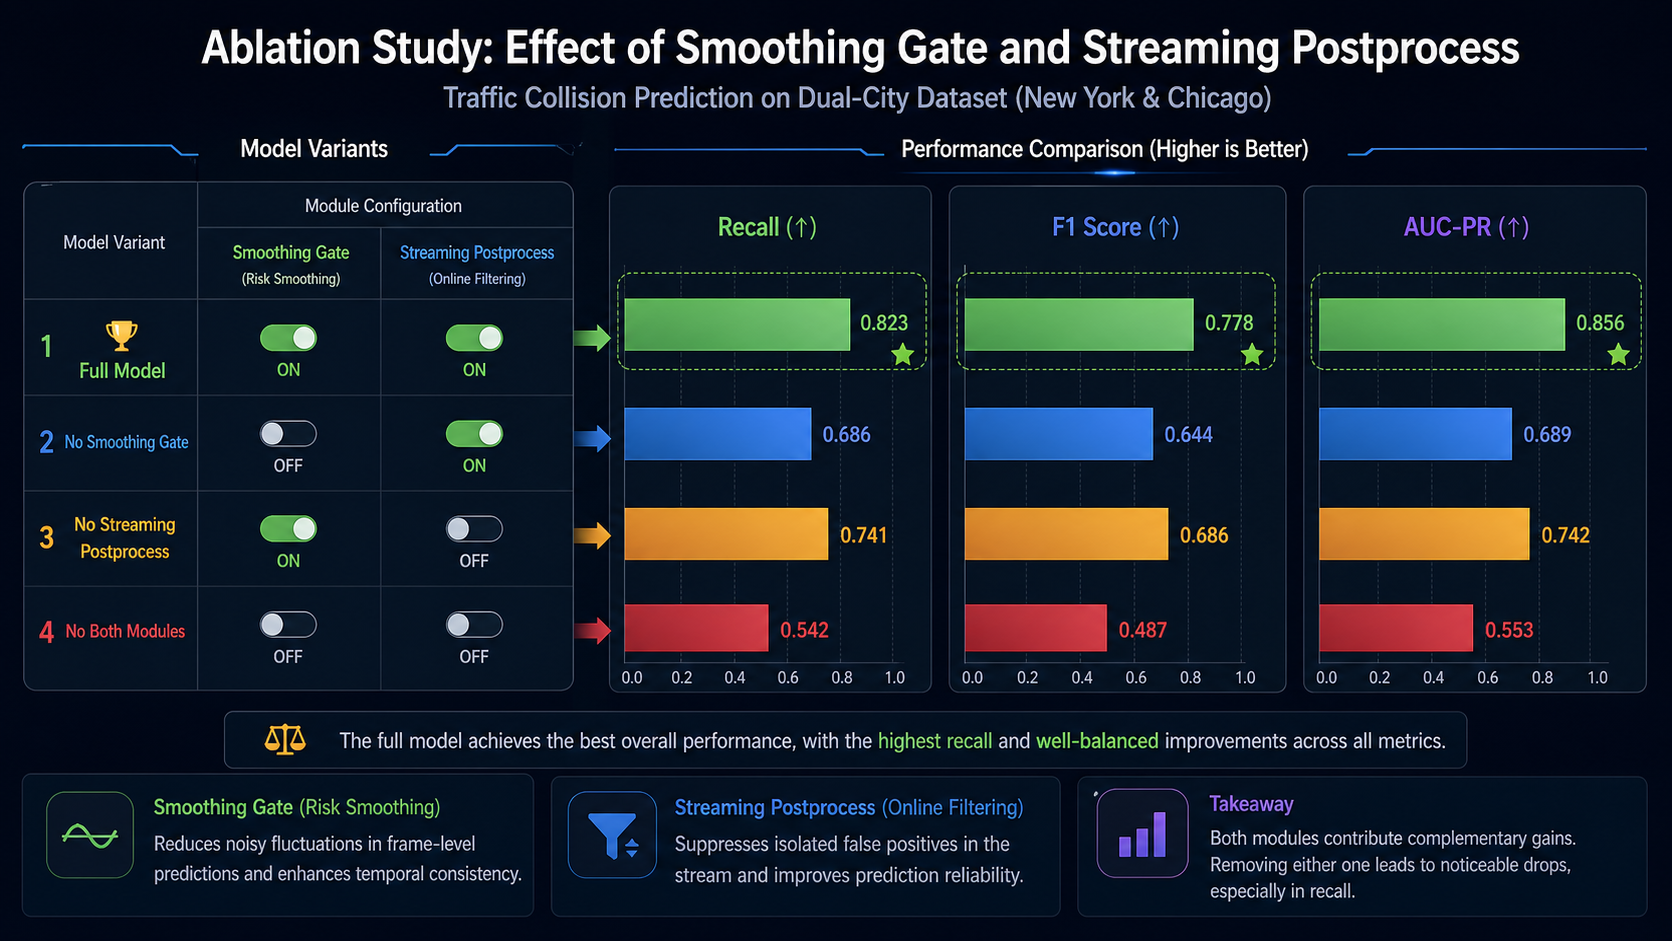 Ablation Study: Effect of Smoothing Gate and Streaming Postprocess
Traffic Collision Prediction on Dual-City Dataset (New York & Chicago)
Model Variants
Model Variant
Module Configuration
Smoothing Gate
(Risk Smoothing)
Streaming Postprocess
(Online Filtering)
1
Full Model
ON
ON
2 No Smoothing Gate
OFF
ON
3 No Streaming
Postprocess
ON
OFF
4 No Both Modules
OFF
OFF
Performance Comparison (Higher is Better)
Recall (↑)
0.823
0.686
0.741
0.542
0.0 0.2 0.4 0.6 0.8 1.0
F1 Score (↑)
0.778
0.644
0.686
0.487
0.0 0.2 0.4 0.6 0.8 1.0
AUC-PR (↑)
0.856
0.689
0.742
0.553
0.0 0.2 0.4 0.6 0.8 1.0
The full model achieves the best overall performance, with the highest recall and well-balanced improvements across all metrics.
Smoothing Gate (Risk Smoothing)
Reduces noisy fluctuations in frame-level
predictions and enhances temporal consistency.
Streaming Postprocess (Online Filtering)
Suppresses isolated false positives in the
stream and improves prediction reliability.
Takeaway
Both modules contribute complementary gains.
Removing either one leads to noticeable drops,
especially in recall.